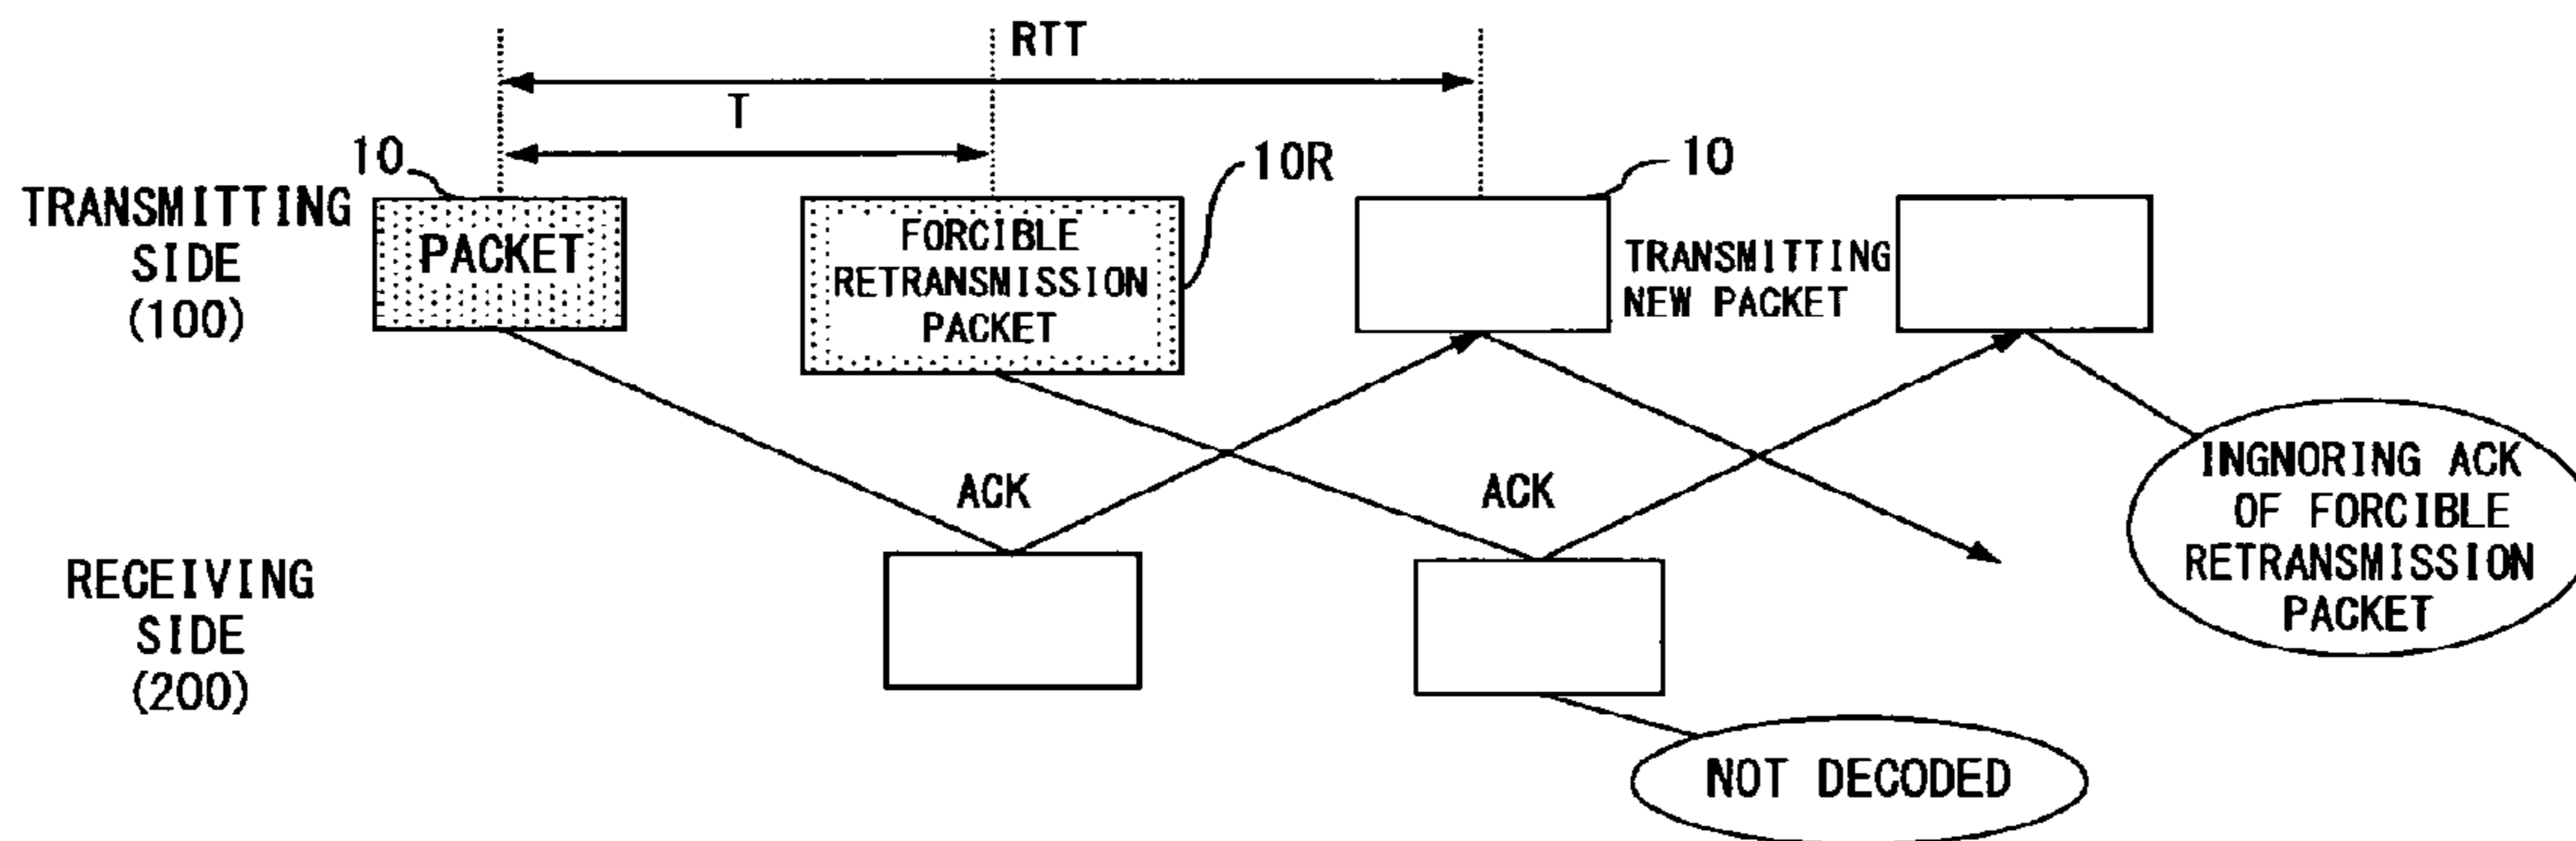 RTT
T
10
10R
10
TRANSMITTING
SIDE
(100)
PACKET
FORCIBLE
RETRANSMISSION
PACKET
TRANSMITTING
NEW PACKET
ACK
ACK
INGNORING ACK
OF FORCIBLE
RETRANSMISSION
PACKET
RECEIVING
SIDE
(200)
NOT DECODED